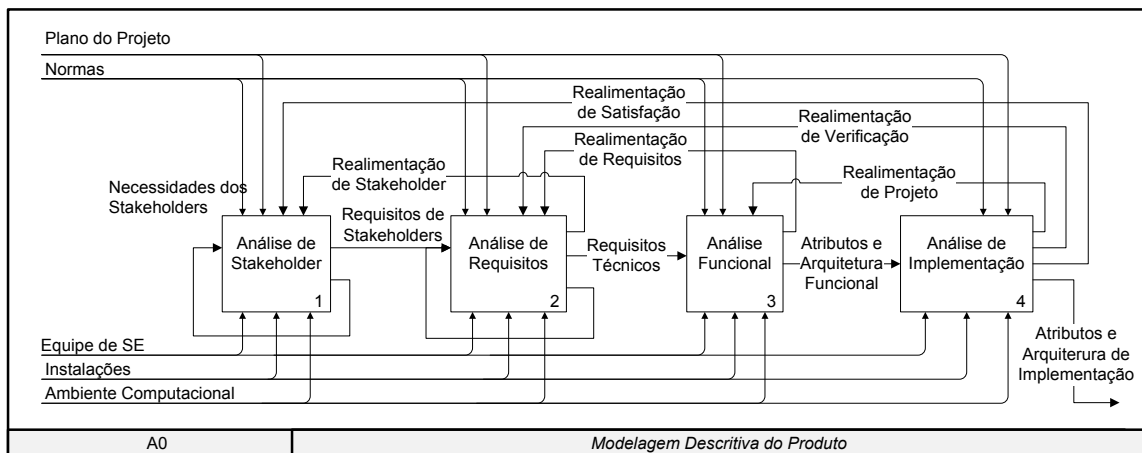 Plano do Projeto
Normas
Realimentação
de Satisfação
Realimentação
de Verificação
Realimentação
de Requisitos
Realimentação
de Stakeholder
Realimentação
de Projeto
Necessidades dos
Stakeholders
Requisitos de
Stakeholders
Análise de
Stakeholder
1
Análise de
Requisitos
2
Requisitos
Técnicos
Análise
Funcional
3
Atributos e
Arquitetura
Funcional
Análise de
Implementação
4
Equipe de SE
Instalações
Ambiente Computacional
Atributos e
Arquiterura de
Implementação
A0
Modelagem Descritiva do Produto